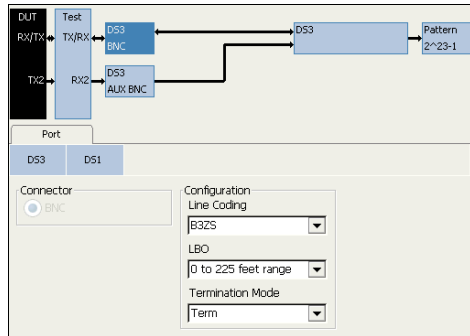 DUT
Test
DS3
DS3
Pattern
RX/TX
TX/RX
BNC
2^23-1
DS3
TX2
RX2
AUX BNC
Port
DS3
DS1
Connector
BNC
Configuration
Line Coding
B3ZS
LBO
0 to 225 feet range
Termination Mode
Term